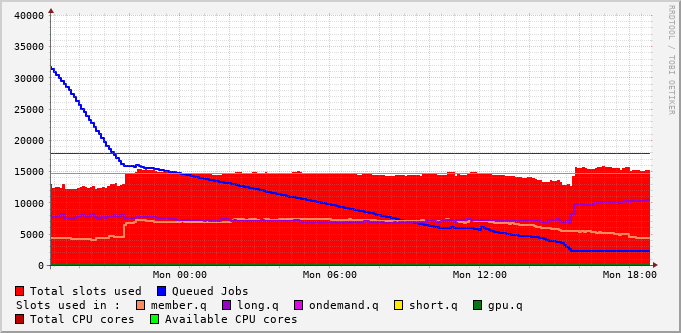 RRDTOOL / TOBI OETIKER
40000
35000
30000
25000
20000
15000
10000
5000
0
Mon 00:00 Mon 06:00 Mon 12:00 Mon 18:00
Total slots used Queued Jobs
Slots used in : member.q long.q ondemand.q short.q gpu.q
Total CPU cores Available CPU cores